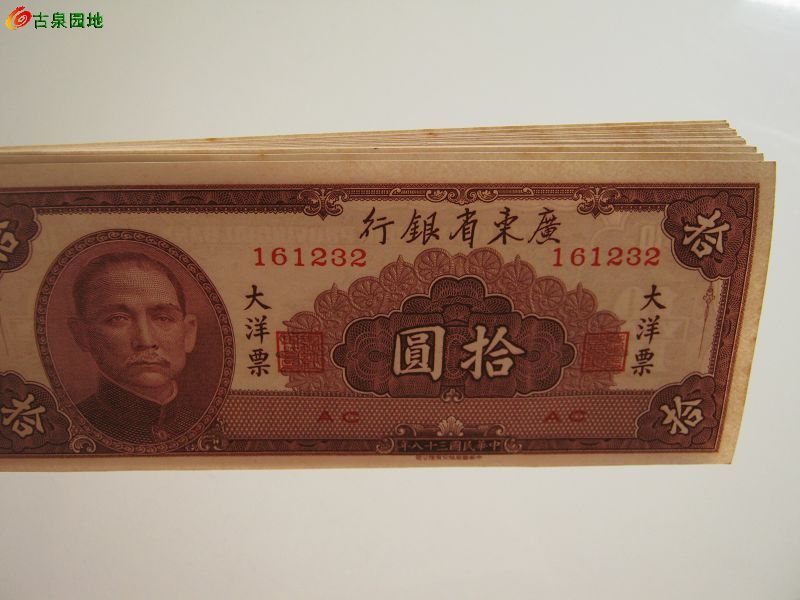 古泉园地
廣東省銀行
161232
161232
大洋票
大洋票
拾圓
拾
拾
拾
AC
AC
中華民國三十八年